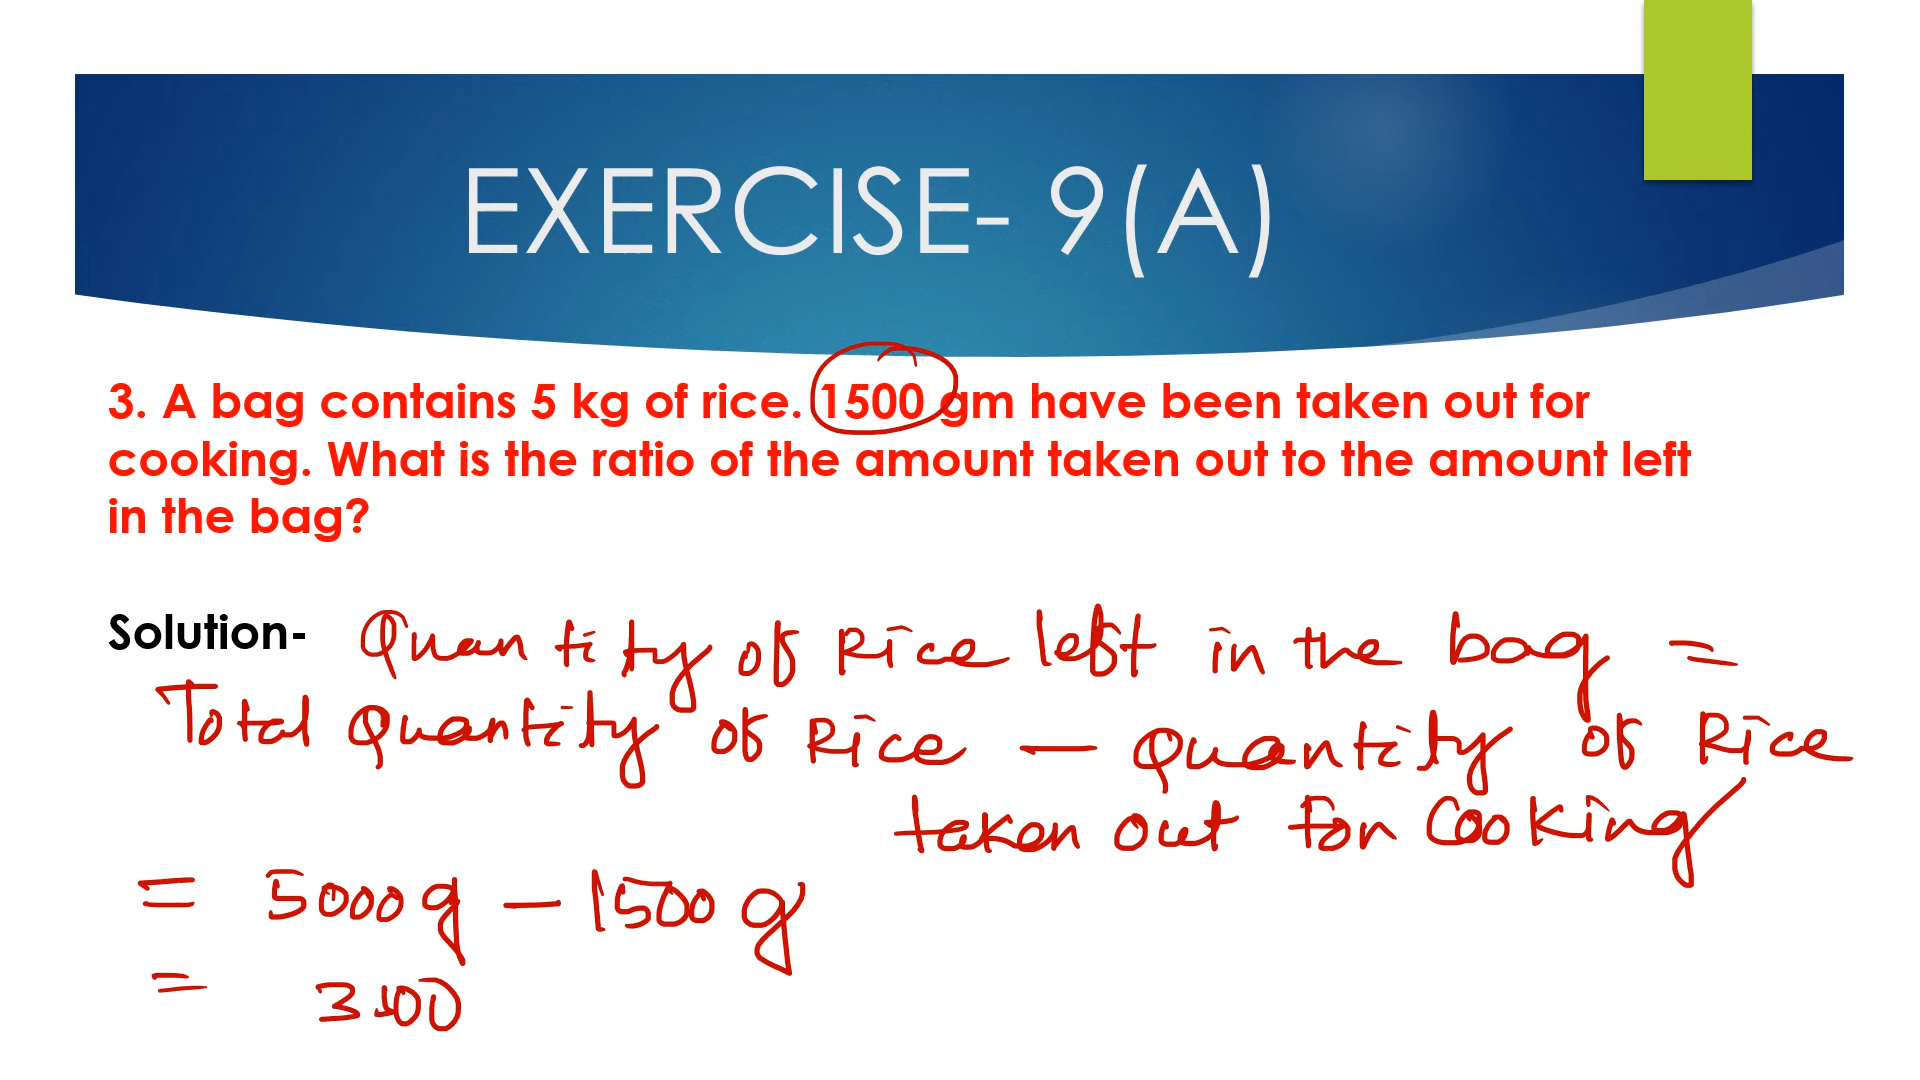 EXERCISE- 9(A)
3. A bag contains 5 kg of rice. 1500 gm have been taken out for
cooking. What is the ratio of the amount taken out to the amount left
in the bag?
Solution- Quantity of Rice left in the bag =
Total Quantity of Rice — Quantity of Rice
taken out for Cooking
= 5000g — 1500 g
=